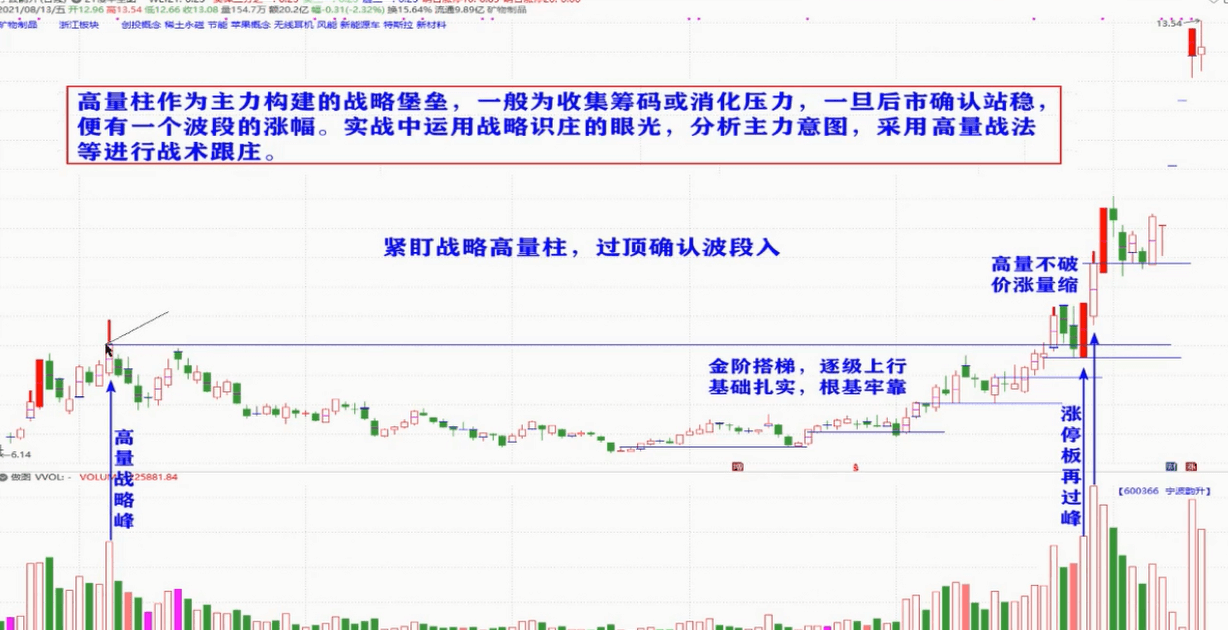 2021/08/13/五 开12.96 高13.54 低12.66 收13.08 量154.7万 额20.2亿 幅-0.31(-2.32%) 换15.64% 流通9.89亿 矿物制品
矿物制品 浙江板块 创投概念 稀土永磁 节能 苹果概念 无线耳机 风能 新能源车 特斯拉 新材料
13.54
高量柱作为主力构建的战略堡垒，一般为收集筹码或消化压力，一旦后市确认站稳，
便有一个波段的涨幅。实战中运用战略识庄的眼光，分析主力意图，采用高量战法
等进行战术跟庄。
紧盯战略高量柱，过顶确认波段入
高量不破
价涨量缩
金阶搭梯，逐级上行
基础扎实，根基牢靠
高量战略峰
涨停板再过峰
6.14
做图 VVOL: - VOLUM
25881.84
【600366 宁波韵升】